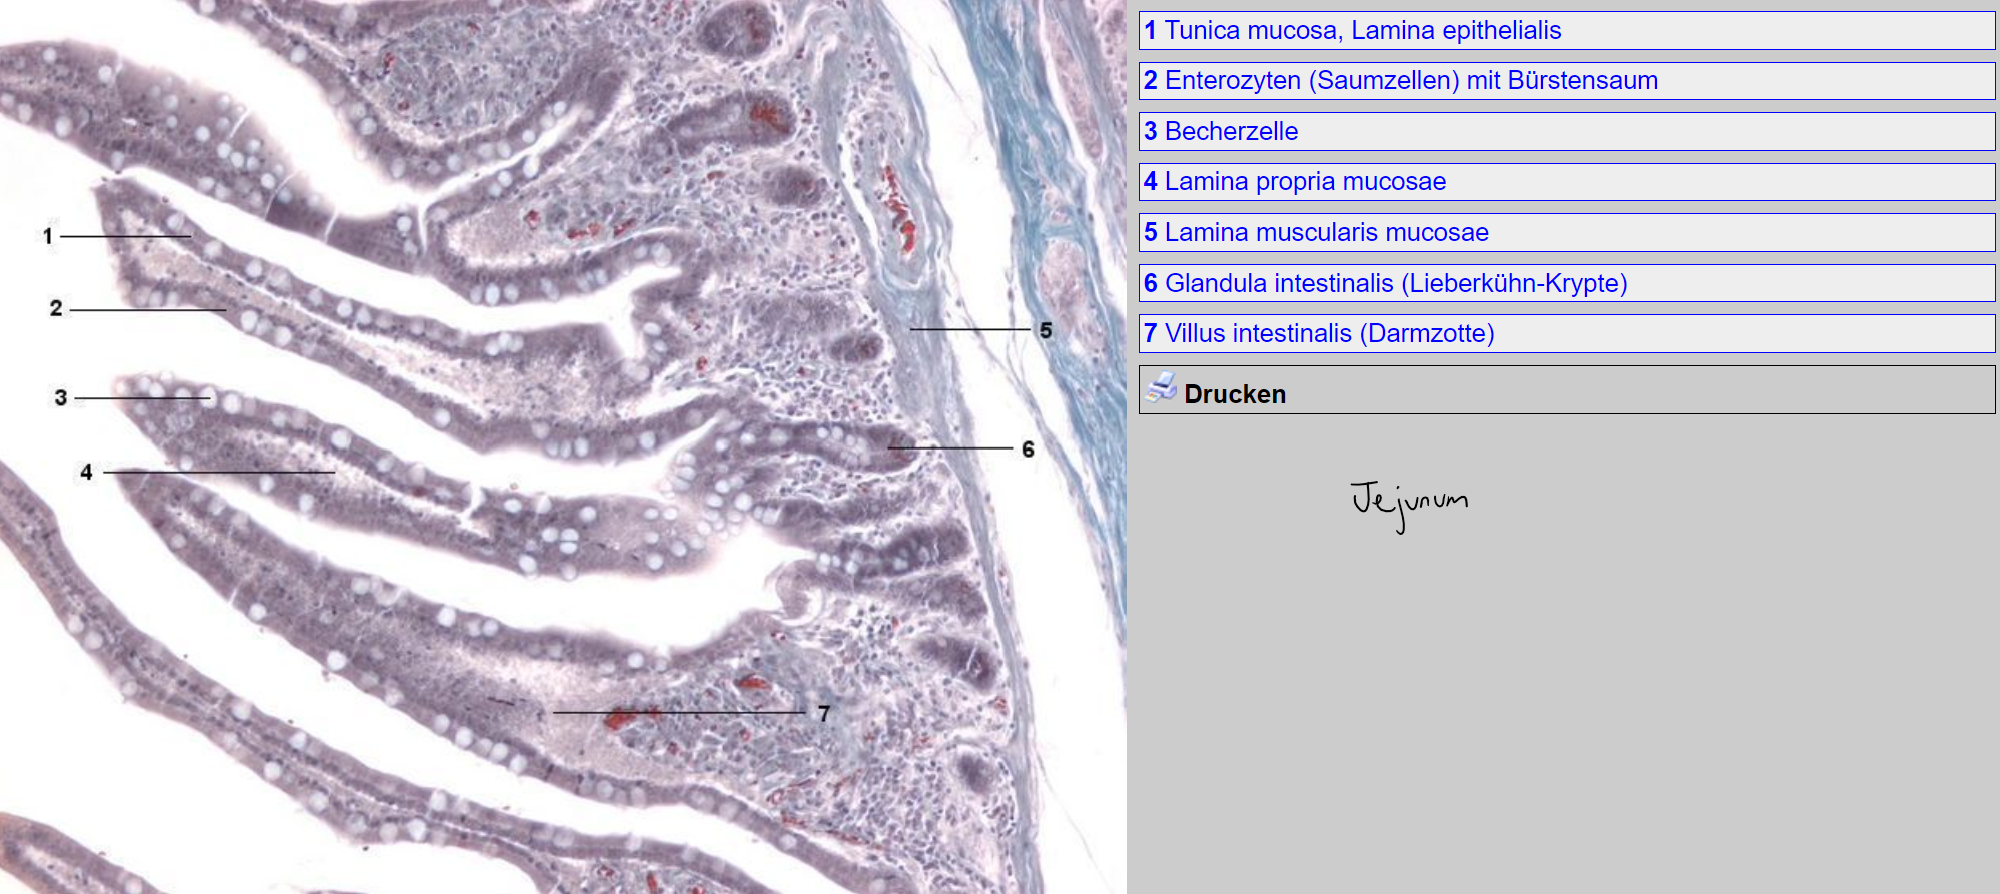 1
2
3
4
5
6
7
1 Tunica mucosa, Lamina epithelialis
2 Enterozyten (Saumzellen) mit Bürstensaum
3 Becherzelle
4 Lamina propria mucosae
5 Lamina muscularis mucosae
6 Glandula intestinalis (Lieberkühn-Krypte)
7 Villus intestinalis (Darmzotte)
Drucken
Jejunum